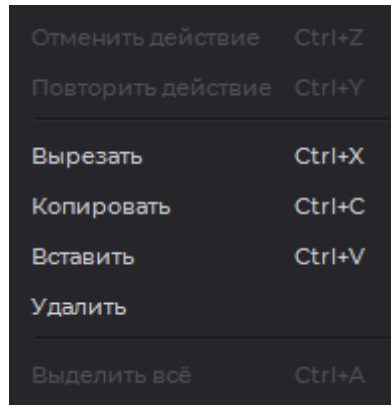 Отменить действие Ctrl+Z
Повторить действие Ctrl+Y
Вырезать Ctrl+X
Копировать Ctrl+C
Вставить Ctrl+V
Удалить
Выделить всё Ctrl+A